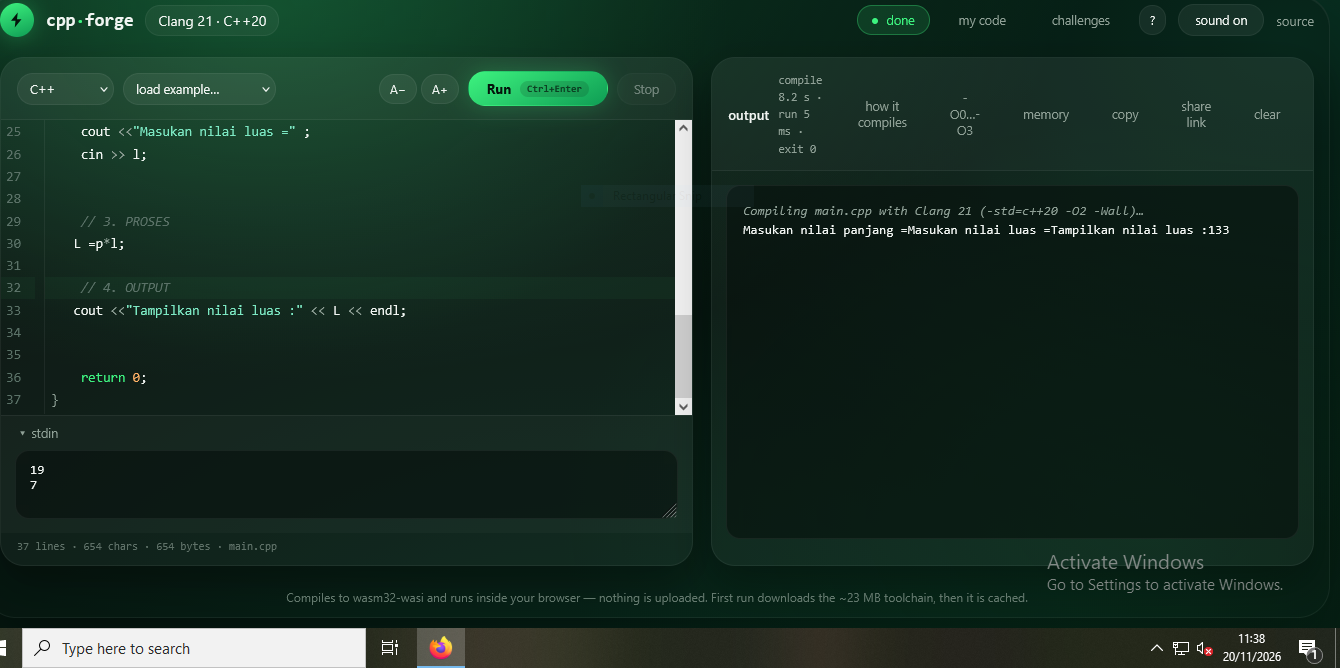 cpp·forge
Clang 21 · C++20
done
my code
challenges
?
sound on
source
C++
load example...
A−
A+
Run Ctrl+Enter
Stop
25 cout <<"Masukan nilai luas =" ;
26 cin >> l;
27
28
29 // 3. PROSES
30 L =p*l;
31
32 // 4. OUTPUT
33 cout <<"Tampilkan nilai luas :" << L << endl;
34
35
36 return 0;
37 }
▾ stdin
19
7
37 lines · 654 chars · 654 bytes · main.cpp
output
compile
8.2 s ·
run 5
ms ·
exit 0
how it
compiles
-
O0…-
O3
memory
copy
share
link
clear
Compiling main.cpp with Clang 21 (-std=c++20 -O2 -Wall)…
Masukan nilai panjang =Masukan nilai luas =Tampilkan nilai luas :133
Activate Windows
Go to Settings to activate Windows.
Compiles to wasm32-wasi and runs inside your browser — nothing is uploaded. First run downloads the ~23 MB toolchain, then it is cached.
Type here to search
11:38
20/11/2026
1